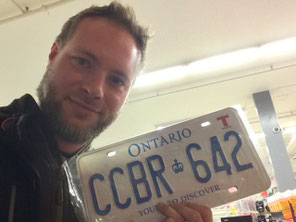 ONTARIO
T
CCBR 642
YOURS TO DISCOVER